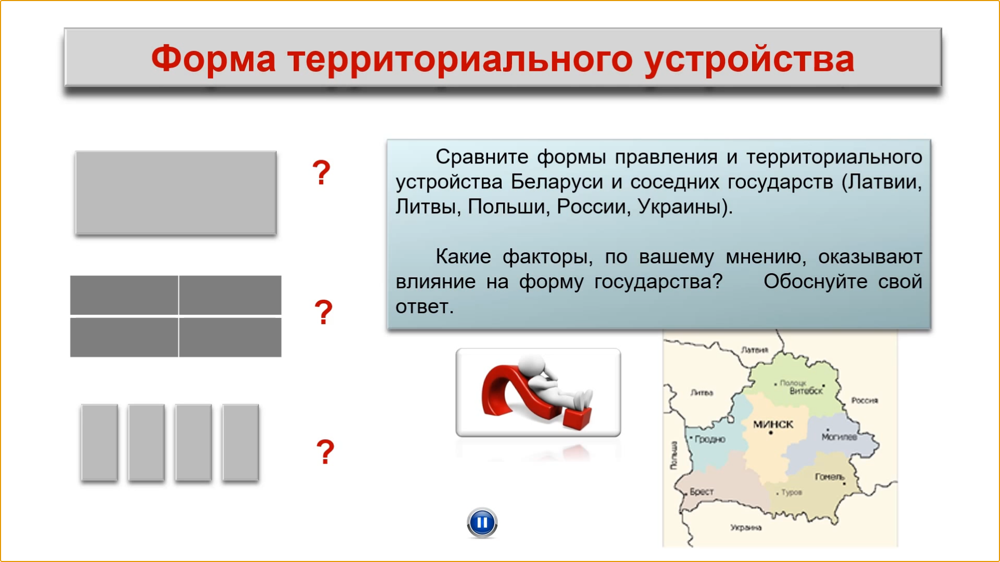 Форма территориального устройства
?
?
?
Сравните формы правления и территориального
устройства Беларуси и соседних государств (Латвии,
Литвы, Польши, России, Украины).
Какие факторы, по вашему мнению, оказывают
влияние на форму государства? Обоснуйте свой
ответ.
Латвия
Полоцк
Витебск
Литва
Россия
МИНСК
Могилев
Гродно
Польша
Гомель
Брест
Туров
Украина